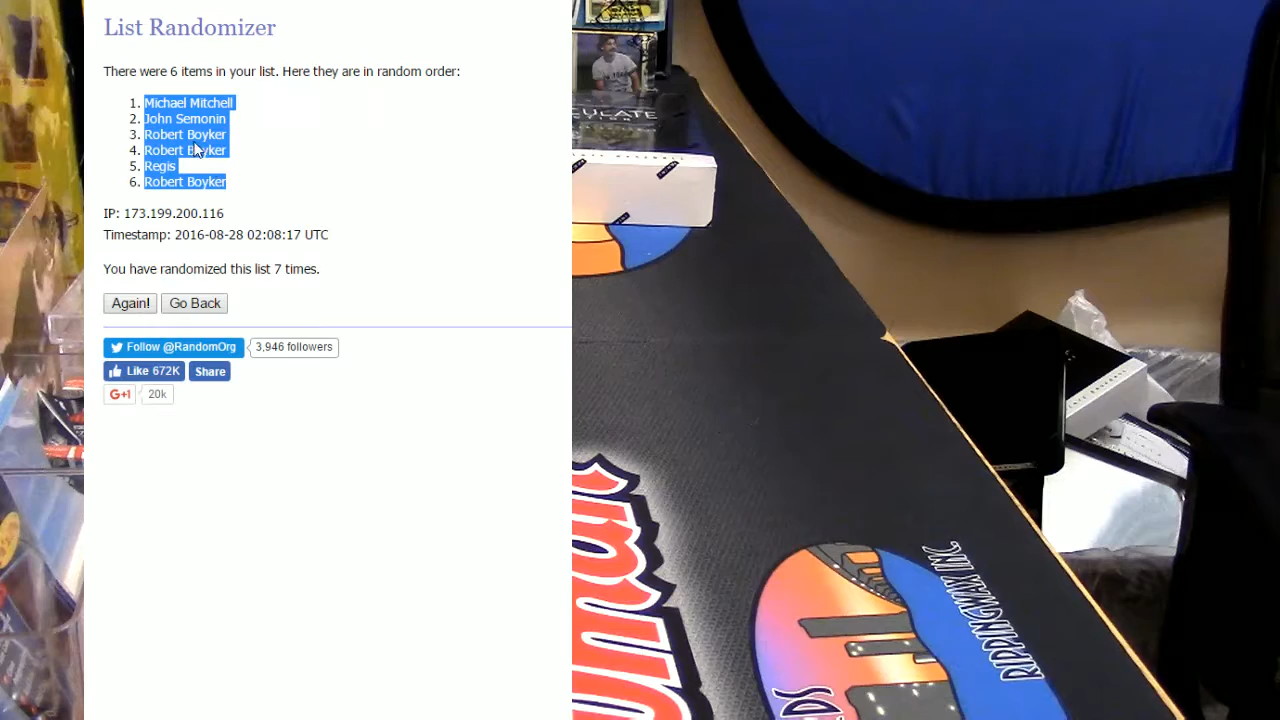 List Randomizer
There were 6 items in your list. Here they are in random order:
1. Michael Mitchell
2. John Semonin
3. Robert Boyker
4. Robert Boyker
5. Regis
6. Robert Boyker
IP: 173.199.200.116
Timestamp: 2016-08-28 02:08:17 UTC
You have randomized this list 7 times.
Again! Go Back
Follow @RandomOrg 3,946 followers
Like 672K Share
G+1 20k
RIPPINGWAX INC.